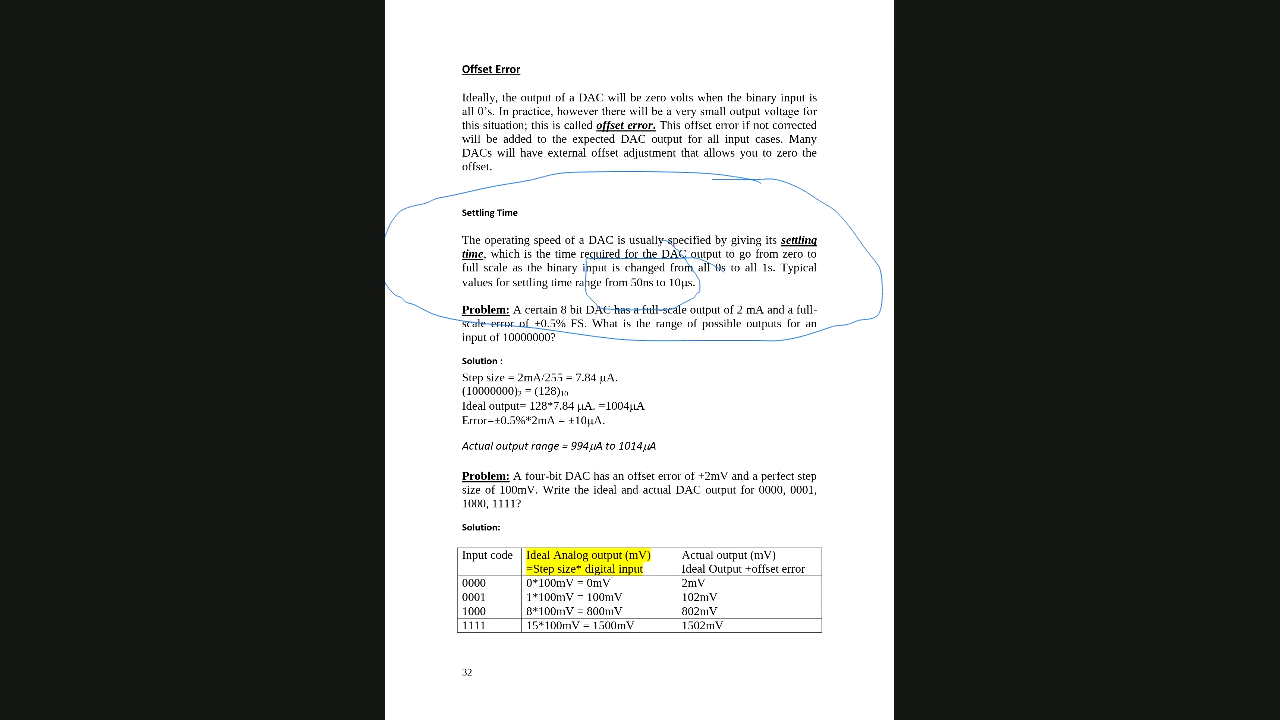 Offset Error
Ideally, the output of a DAC will be zero volts when the binary input is
all 0's. In practice, however there will be a very small output voltage for
this situation; this is called offset error. This offset error if not corrected
will be added to the expected DAC output for all input cases. Many
DACs will have external offset adjustment that allows you to zero the
offset.
Settling Time
The operating speed of a DAC is usually specified by giving its settling
time, which is the time required for the DAC output to go from zero to
full scale as the binary input is changed from all 0s to all 1s. Typical
values for settling time range from 50ns to 10μs.
Problem: A certain 8 bit DAC has a full scale output of 2 mA and a full-
scale error of ±0.5% FS. What is the range of possible outputs for an
input of 10000000?
Solution :
Step size = 2mA/255 = 7.84 μA.
(10000000)₂ = (128)₁₀
Ideal output= 128*7.84 μA. =1004μA
Error=±0.5%*2mA = ±10μA.
Actual output range = 994μA to 1014μA
Problem: A four-bit DAC has an offset error of +2mV and a perfect step
size of 100mV. Write the ideal and actual DAC output for 0000, 0001,
1000, 1111?
Solution:
Input code Ideal Analog output (mV) Actual output (mV)
=Step size* digital input Ideal Output +offset error
0000 0*100mV = 0mV 2mV
0001 1*100mV = 100mV 102mV
1000 8*100mV = 800mV 802mV
1111 15*100mV = 1500mV 1502mV
32